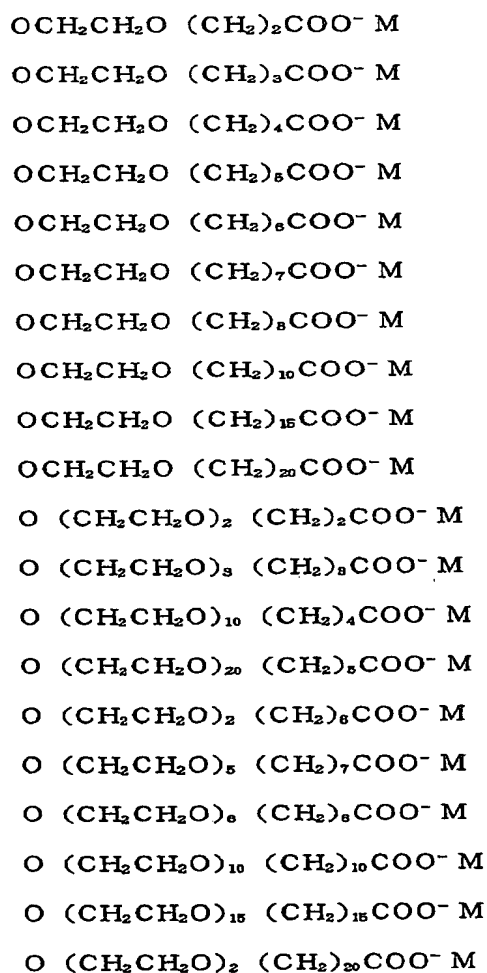 OCH₂CH₂O (CH₂)₂COO⁻ M
OCH₂CH₂O (CH₂)₃COO⁻ M
OCH₂CH₂O (CH₂)₄COO⁻ M
OCH₂CH₂O (CH₂)₅COO⁻ M
OCH₂CH₂O (CH₂)₆COO⁻ M
OCH₂CH₂O (CH₂)₇COO⁻ M
OCH₂CH₂O (CH₂)₈COO⁻ M
OCH₂CH₂O (CH₂)₁₀COO⁻ M
OCH₂CH₂O (CH₂)₁₅COO⁻ M
OCH₂CH₂O (CH₂)₂₀COO⁻ M
O (CH₂CH₂O)₂ (CH₂)₂COO⁻ M
O (CH₂CH₂O)₃ (CH₂)₃COO⁻ M
O (CH₂CH₂O)₁₀ (CH₂)₄COO⁻ M
O (CH₂CH₂O)₂₀ (CH₂)₅COO⁻ M
O (CH₂CH₂O)₂ (CH₂)₆COO⁻ M
O (CH₂CH₂O)₅ (CH₂)₇COO⁻ M
O (CH₂CH₂O)₆ (CH₂)₈COO⁻ M
O (CH₂CH₂O)₁₀ (CH₂)₁₀COO⁻ M
O (CH₂CH₂O)₁₅ (CH₂)₁₅COO⁻ M
O (CH₂CH₂O)₂ (CH₂)₂₀COO⁻ M